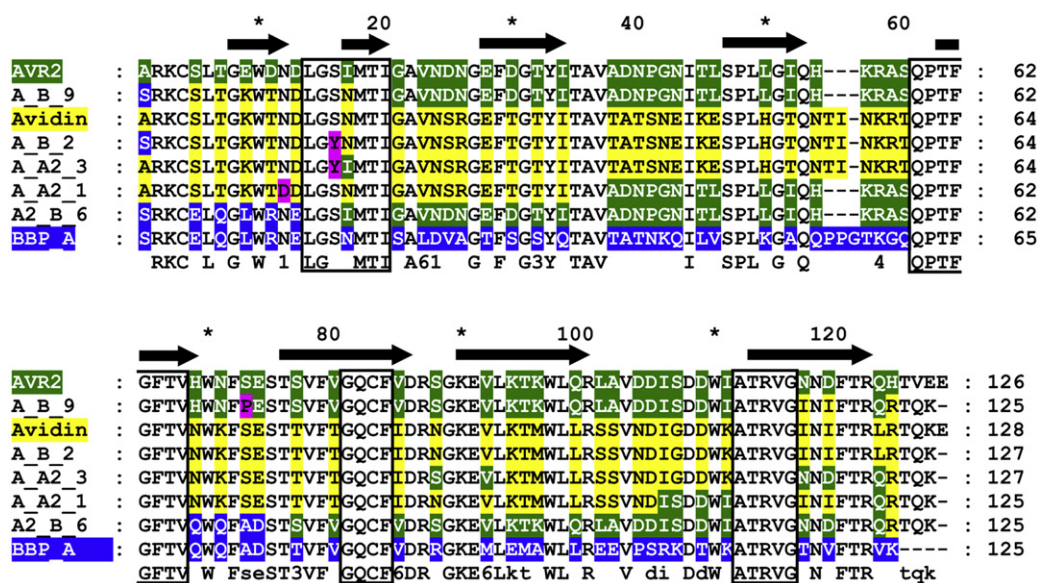 * 20 * 40 * 60
AVR2 : ARKCSLTGEWDNDLGSIMTIGAVNDNGEFDGTYITAVADNPGNITLSPLLGIQH---KRASQPTF : 62
A_B_9 : SRKCSLTGKWTNDLGSNMTIGAVNDNGEFDGTYITAVADNPGNITLSPLLGIQH---KRASQPTF : 62
Avidin : ARKCSLTGKWTNDLGSNMTIGAVNSRGEFTGTYITAVTATSNEIKESPLHGTQNTI-NKRTQPTF : 64
A_B_2 : SRKCSLTGKWTNDLGYNMTIGAVNSRGEFTGTYITAVTATSNEIKESPLHGTQNTI-NKRTQPTF : 64
A_A2_3 : ARKCSLTGKWTNDLGYIMTIGAVNSRGEFTGTYITAVTATSNEIKESPLHGTQNTI-NKRTQPTF : 64
A_A2_1 : ARKCSLTGKWTDDLGSNMTIGAVNSRGEFTGTYITAVADNPGNITLSPLLGIQH---KRASQPTF : 62
A2_B_6 : SRKCELQGLWRNELGSIMTIGAVNDNGEFDGTYITAVADNPGNITLSPLLGIQH---KRASQPTF : 62
BBP_A : SRKCELQGLWRNELGSNMTISALDVAGTFSGSYQTAVTATNKQILVSPLKGAQQPPGTKGQQPTF : 65
RKC L G W 1 LG MTI A61 G F G3Y TAV I SPL G Q 4 QPTF
* 80 * 100 * 120
AVR2 : GFTVHWNFSESTSVFVGQCFVDRSGKEVLKTKWLQRLAVDDISDDWIATRVGNNDFTRQHTVEE : 126
A_B_9 : GFTVHWNFPESTSVFVGQCFVDRSGKEVLKTKWLQRLAVDDISDDWIATRVGINIFTRQRTQK- : 125
Avidin : GFTVNWKFSESTTVFTGQCFIDRNGKEVLKTMWLLRSSVNDIGDDWKATRVGINIFTRLRTQKE : 128
A_B_2 : GFTVNWKFSESTTVFTGQCFIDRNGKEVLKTMWLLRSSVNDIGDDWKATRVGINIFTRLRTQK- : 127
A_A2_3 : GFTVNWKFSESTTVFTGQCFIDRSGKEVLKTMWLLRSSVNDIGDDWKATRVGNNDFTRQRTQK- : 127
A_A2_1 : GFTVNWKFSESTTVFTGQCFIDRNGKEVLKTMWLLRSSVNDISDDWIATRVGINIFTRQRTQK- : 125
A2_B_6 : GFTVQWQFADSTSVFVGQCFVDRSGKEVLKTKWLQRLAVDDISDDWIATRVGNNDFTRQRTQK- : 125
BBP_A : GFTVQWQFADSTTVFVGQCFVDRRGKEMLEMAWLLREEVPSRKDTWKATRVGTNVFTRVK---- : 125
GFTV W FseST3VF GQCF6DR GKE6Lkt WL R V di DdW ATRVG N FTR tqk